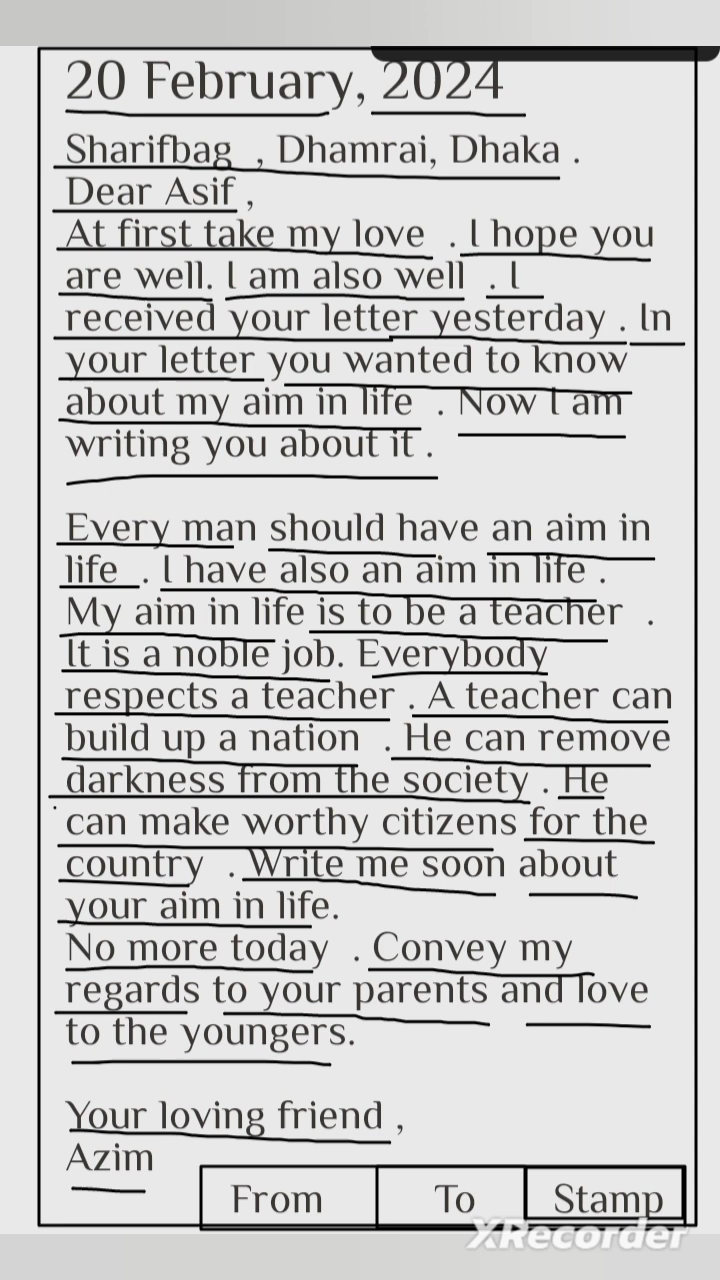 20 February, 2024
Sharifbag , Dhamrai, Dhaka .
Dear Asif ,
At first take my love . I hope you
are well. I am also well . I
received your letter yesterday . In
your letter you wanted to know
about my aim in life . Now I am
writing you about it .
Every man should have an aim in
life . I have also an aim in life .
My aim in life is to be a teacher .
It is a noble job. Everybody
respects a teacher . A teacher can
build up a nation . He can remove
darkness from the society . He
can make worthy citizens for the
country . Write me soon about
your aim in life.
No more today . Convey my
regards to your parents and love
to the youngers.
Your loving friend ,
Azim
From To Stamp
XRecorder